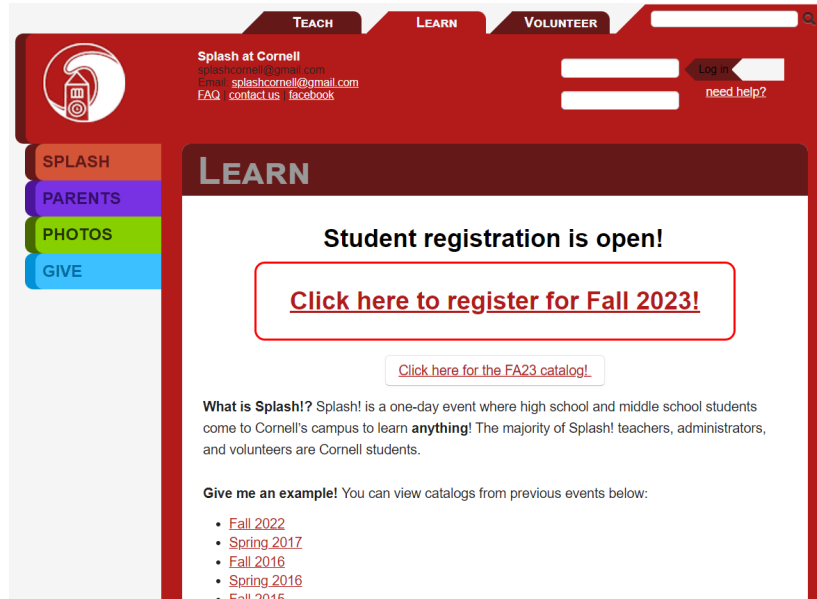 TEACH
LEARN
VOLUNTEER
Splash at Cornell
splashcornell@gmail.com
Email: splashcornell@gmail.com
FAQ | contact us | facebook
Log in
need help?
SPLASH
PARENTS
PHOTOS
GIVE
LEARN
Student registration is open!
Click here to register for Fall 2023!
Click here for the FA23 catalog!
What is Splash!? Splash! is a one-day event where high school and middle school students
come to Cornell's campus to learn anything! The majority of Splash! teachers, administrators,
and volunteers are Cornell students.
Give me an example! You can view catalogs from previous events below:
• Fall 2022
• Spring 2017
• Fall 2016
• Spring 2016
• Fall 2015